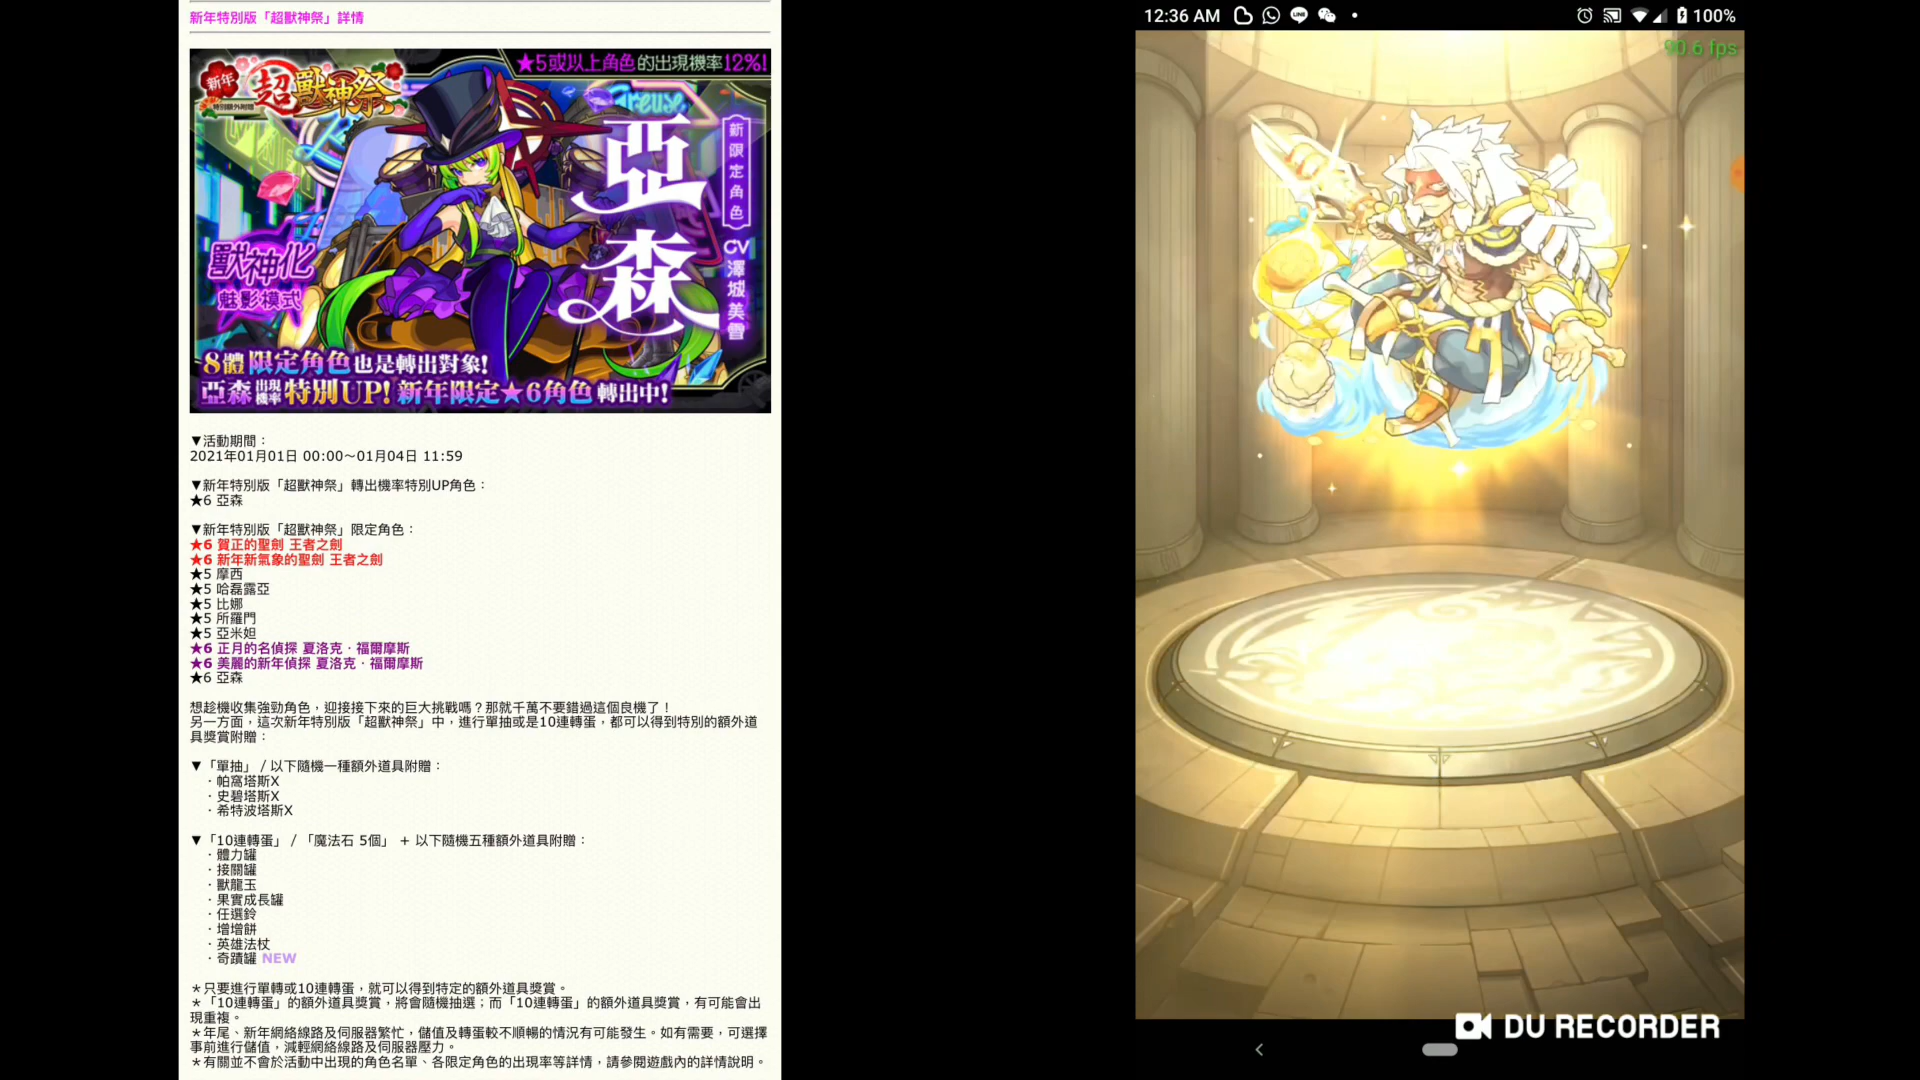 新年特別版「超獸神祭」詳情
★5或以上角色的出現機率12%!
新年
特別額外附贈
超獸神祭
Greuse
亞森
新限定角色
CV澤城美雪
獸神化
魅影模式
8體限定角色也是轉出對象!
亞森出現機率特別UP!新年限定★6角色轉出中!
▼活動期間：
2021年01月01日 00:00～01月04日 11:59
▼新年特別版「超獸神祭」轉出機率特別UP角色：
★6 亞森
▼新年特別版「超獸神祭」限定角色：
★6 賀正的聖劍 王者之劍
★6 新年新氣象的聖劍 王者之劍
★5 摩西
★5 哈磊露亞
★5 比娜
★5 所羅門
★5 亞米妲
★6 正月的名偵探 夏洛克．福爾摩斯
★6 美麗的新年偵探 夏洛克．福爾摩斯
★6 亞森
想趁機收集強勁角色，迎接接下來的巨大挑戰嗎？那就千萬不要錯過這個良機了！
另一方面，這次新年特別版「超獸神祭」中，進行單抽或是10連轉蛋，都可以得到特別的額外道
具獎賞附贈：
▼「單抽」 / 以下隨機一種額外道具附贈：
．帕窩塔斯X
．史碧塔斯X
．希特波塔斯X
▼「10連轉蛋」 / 「魔法石 5個」 + 以下隨機五種額外道具附贈：
．體力罐
．接關罐
．獸龍玉
．果實成長罐
．任選鈴
．增增餅
．英雄法杖
．奇蹟罐 NEW
＊只要進行單轉或10連轉蛋，就可以得到特定的額外道具獎賞。
＊「10連轉蛋」的額外道具獎賞，將會隨機抽選；而「10連轉蛋」的額外道具獎賞，有可能會出
現重複。
＊年尾、新年網絡線路及伺服器繁忙，儲值及轉蛋較不順暢的情況有可能發生。如有需要，可選擇
事前進行儲值，減輕網絡線路及伺服器壓力。
＊有關並不會於活動中出現的角色名單、各限定角色的出現率等詳情，請參閱遊戲內的詳情說明。
12:36 AM
100%
90.6 fps
DU RECORDER